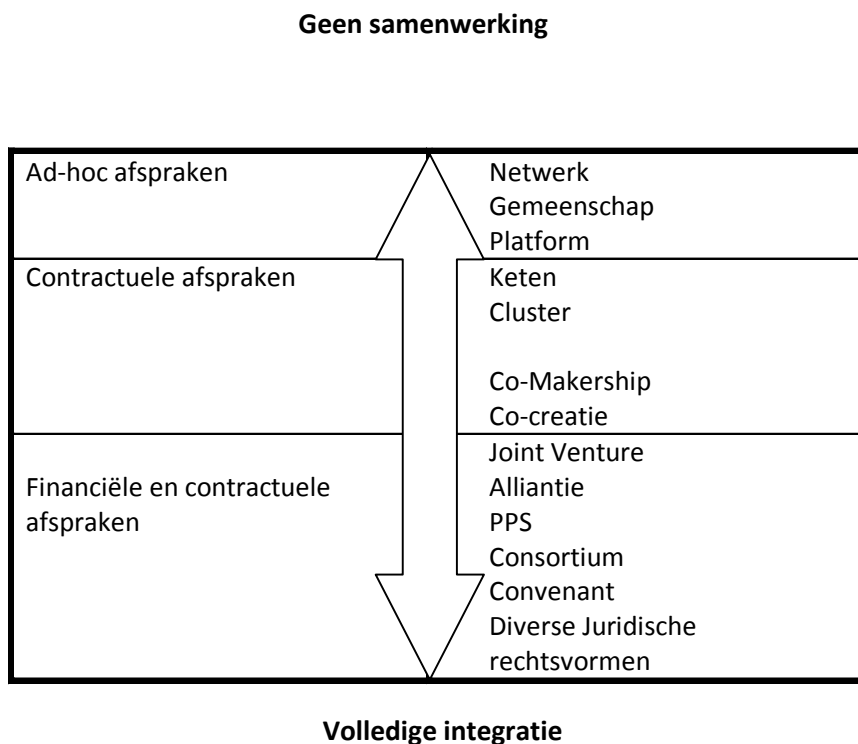 Geen samenwerking
Ad-hoc afspraken
Netwerk
Gemeenschap
Platform
Contractuele afspraken
Keten
Cluster
Co-Makership
Co-creatie
Financiële en contractuele
afspraken
Joint Venture
Alliantie
PPS
Consortium
Convenant
Diverse Juridische
rechtsvormen
Volledige integratie